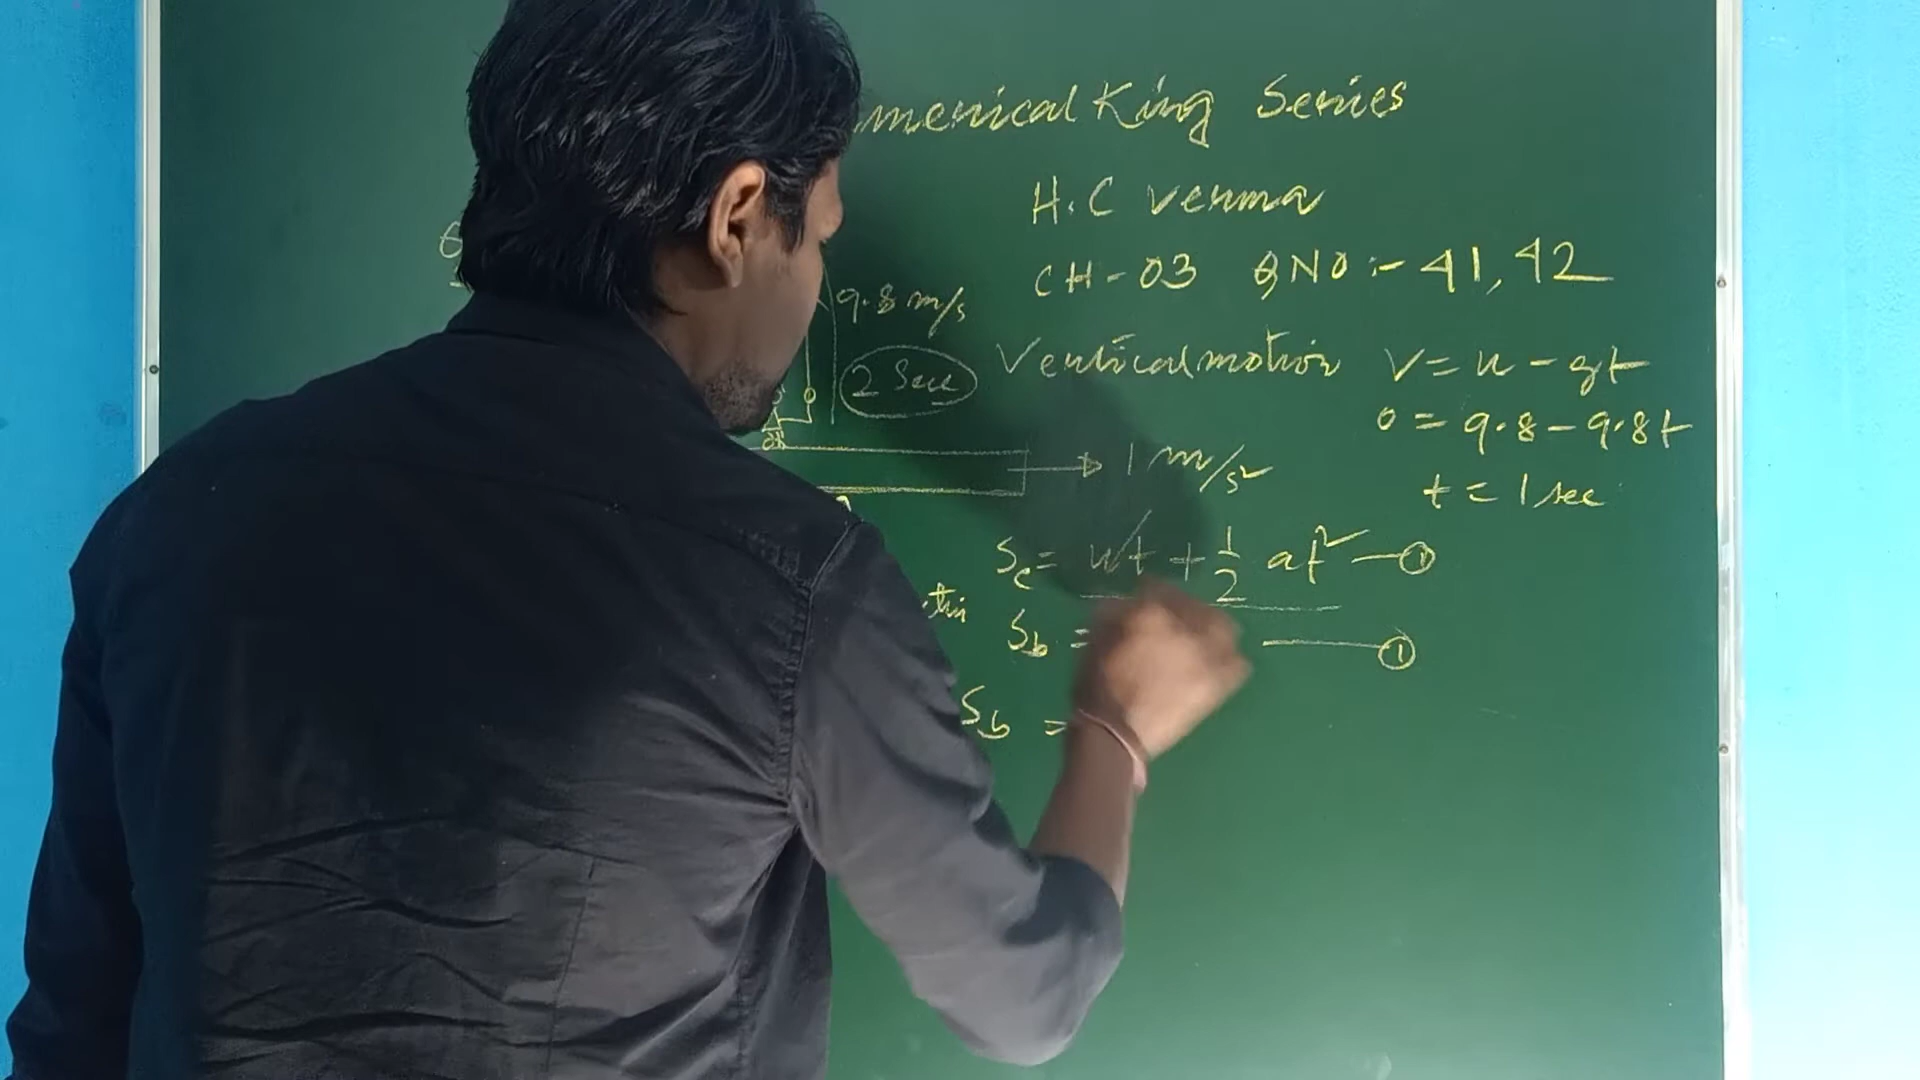 merical King Series
H.C Verma
CH-03 QNO:- 41, 42
9.8 m/s
2 Sec
Vertical motion V = u - gt
0 = 9.8 - 9.8t
t = 1 sec
1 m/s²
Sc = ut + 1/2 at² — ①
Sb = — ①
Sb =